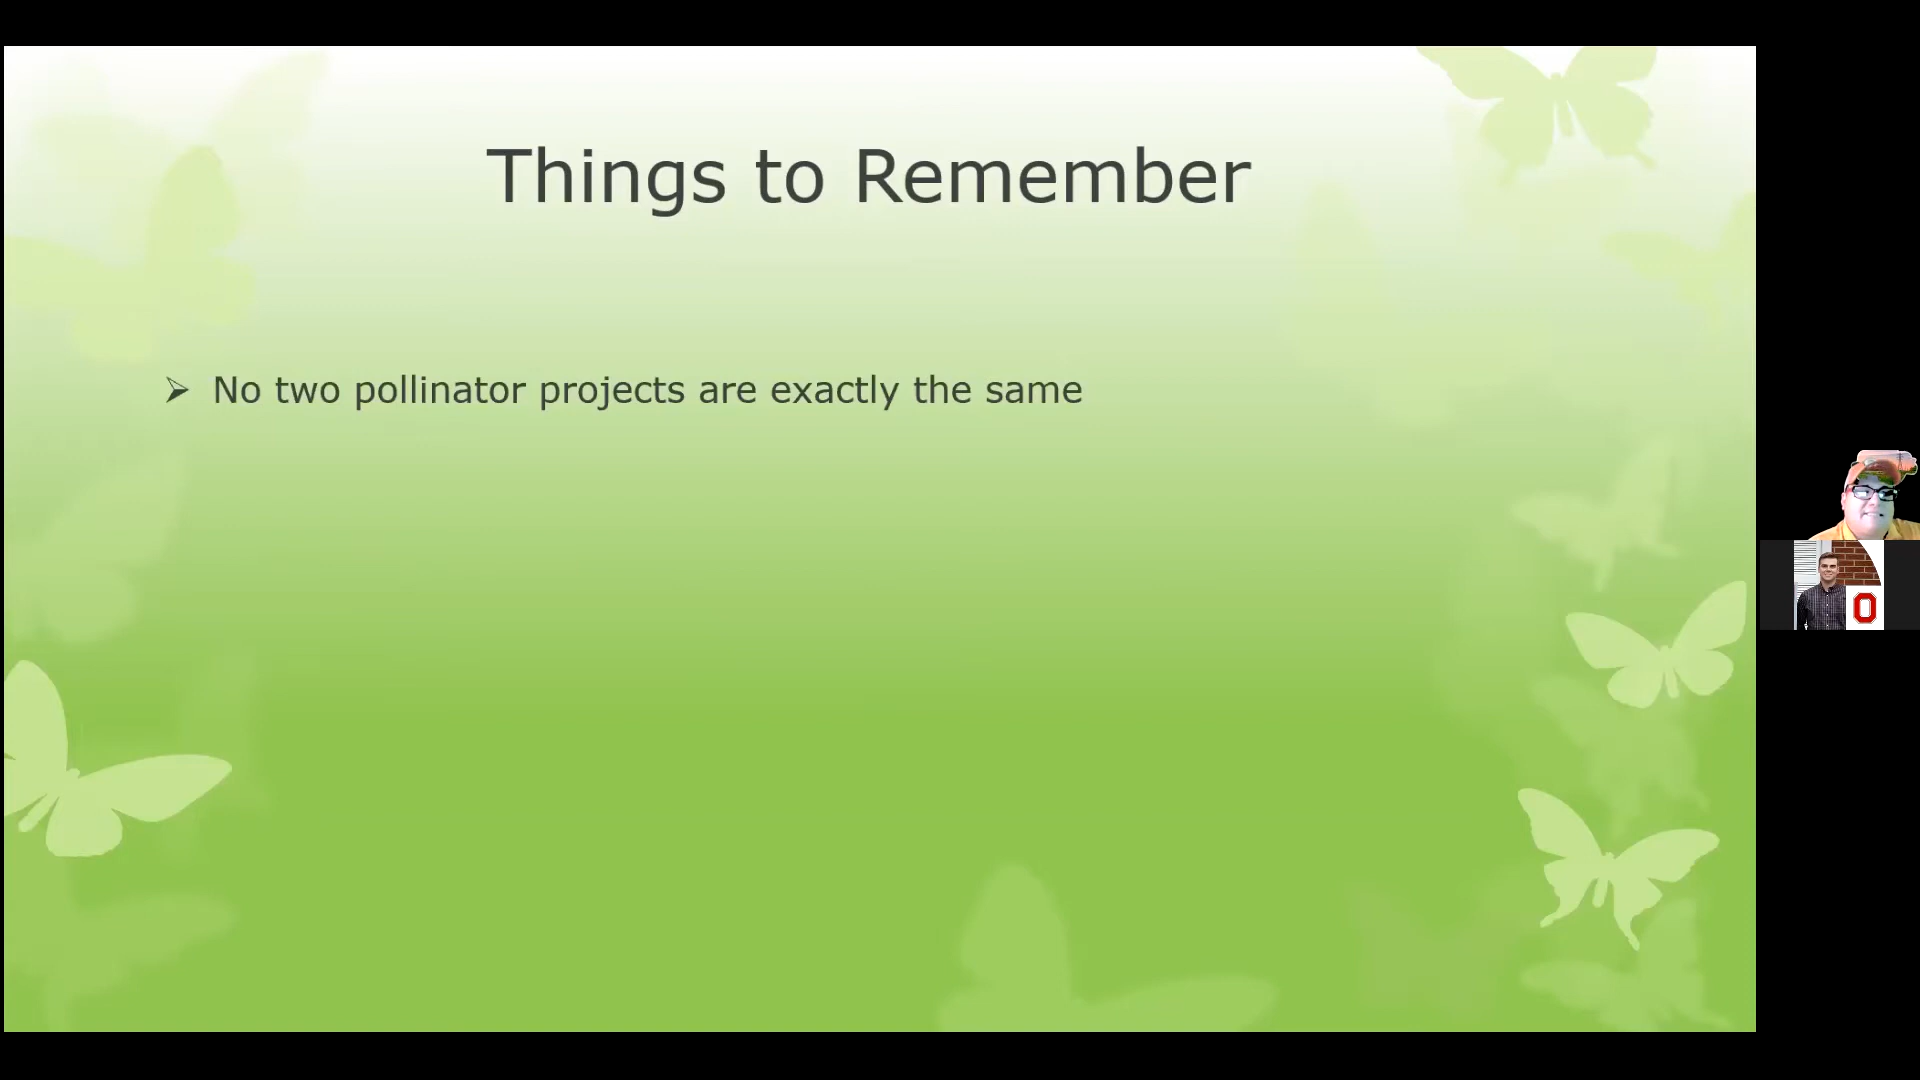 Things to Remember
➢ No two pollinator projects are exactly the same
O